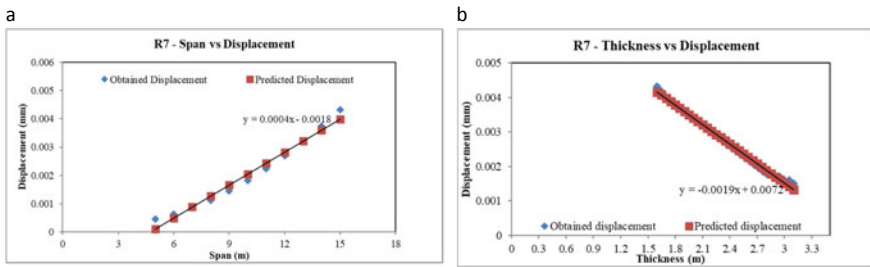 a
R7 - Span vs Displacement
0.006
0.005
0.004
0.003
0.002
0.001
0
Displacement (mm)
Obtained Displacement
Predicted Displacement
y = 0.0004x - 0.0018
0 3 6 9 12 15 18
Span (m)
b
R7 - Thickness vs Displacement
0.005
0.004
0.003
0.002
0.001
0
Displacement (mm)
y = -0.0019x + 0.0072
Obtained displacement
Predicted displacement
0 0.3 0.6 0.9 1.2 1.5 1.8 2.1 2.4 2.7 3 3.3
Thickness (m)